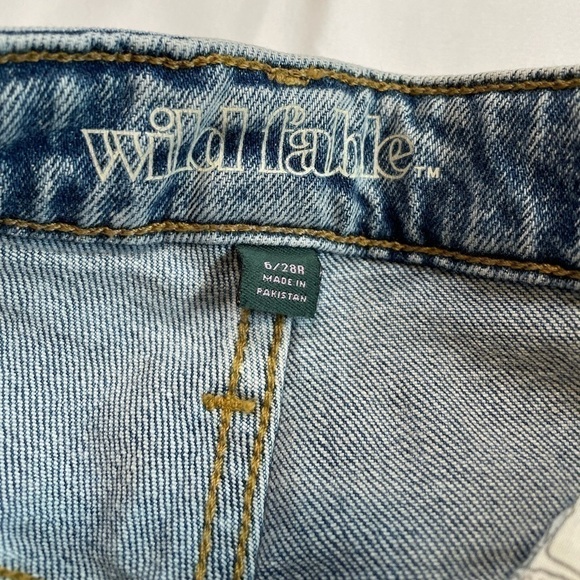 wild fable™
6/28R
MADE IN
PAKISTAN